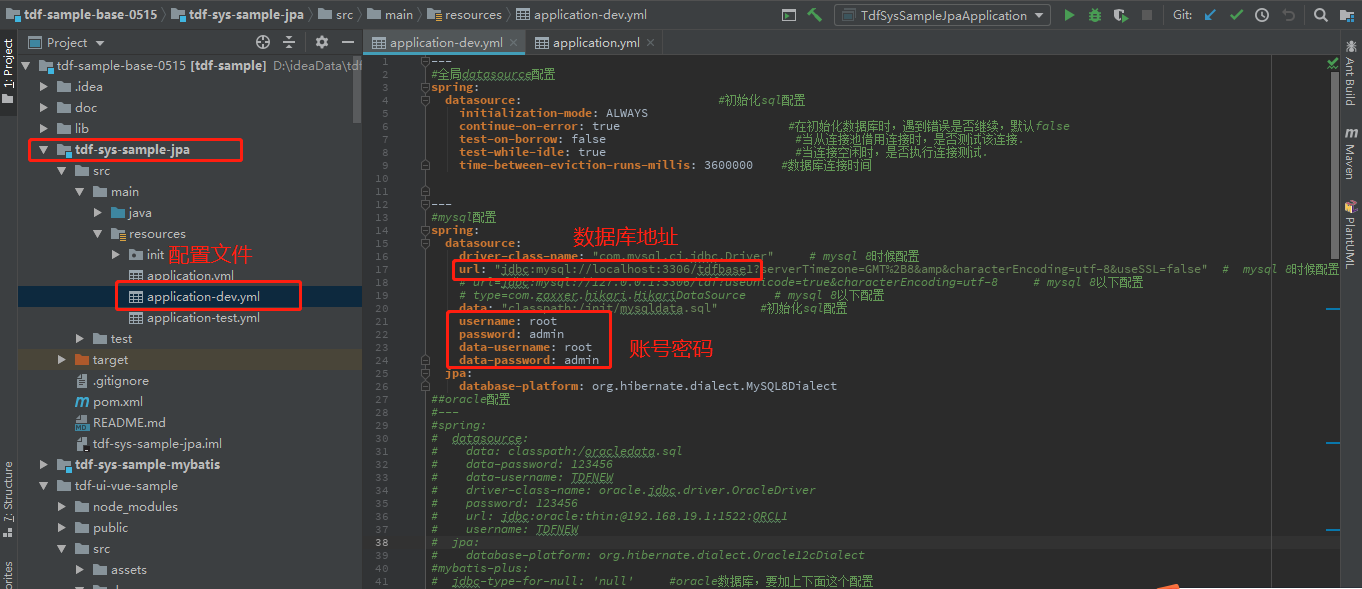 tdf-sample-base-0515 tdf-sys-sample-jpa src main resources application-dev.yml TdfSysSampleJpaApplication Git:
Project application-dev.yml application.yml
1: Project
7: Structure
Ant Build
Maven
PlantUML
tdf-sample-base-0515 [tdf-sample] D:\ideaData\tdf
.idea
doc
lib
tdf-sys-sample-jpa
src
main
java
resources
init 配置文件
application.yml
application-dev.yml
application-test.yml
test
target
.gitignore
pom.xml
README.md
tdf-sys-sample-jpa.iml
tdf-sys-sample-mybatis
tdf-ui-vue-sample
node_modules
public
src
assets
1 ---
2 #全局datasource配置
3 spring:
4 datasource: #初始化sql配置
5 initialization-mode: ALWAYS
6 continue-on-error: true #在初始化数据库时，遇到错误是否继续，默认false
7 test-on-borrow: false #当从连接池借用连接时，是否测试该连接.
8 test-while-idle: true #当连接空闲时，是否执行连接测试.
9 time-between-eviction-runs-millis: 3600000 #数据库连接时间
10
11
12 ---
13 #mysql配置
14 spring:
15 datasource: 数据库地址
16 driver-class-name: "com.mysql.cj.jdbc.Driver" # mysql 8时候配置
17 url: "jdbc:mysql://localhost:3306/tdfbase1?serverTimezone=GMT%2B8&amp&characterEncoding=utf-8&useSSL=false" # mysql 8时候配置
18 # url=jdbc:mysql://127.0.0.1:3306/tdf?useUnicode=true&characterEncoding=utf-8 # mysql 8以下配置
19 # type=com.zaxxer.hikari.HikariDataSource # mysql 8以下配置
20 data: "classpath:/init/mysqldata.sql" #初始化sql配置
21 username: root
22 password: admin
23 data-username: root 账号密码
24 data-password: admin
25 jpa:
26 database-platform: org.hibernate.dialect.MySQL8Dialect
27 ##oracle配置
28 #---
29 #spring:
30 # datasource:
31 # data: classpath:/oracledata.sql
32 # data-password: 123456
33 # data-username: TDFNEW
34 # driver-class-name: oracle.jdbc.driver.OracleDriver
35 # password: 123456
36 # url: jdbc:oracle:thin:@192.168.19.1:1522:ORCL1
37 # username: TDFNEW
38 # jpa:
39 # database-platform: org.hibernate.dialect.Oracle12cDialect
40 #mybatis-plus:
41 # jdbc-type-for-null: 'null' #oracle数据库，要加上下面这个配置